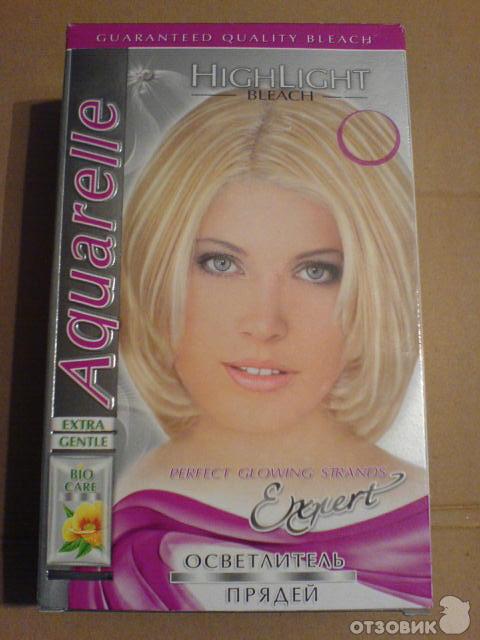 GUARANTEED QUALITY BLEACH
HIGHLIGHT
BLEACH
Aquarelle
EXTRA
GENTLE
BIO
CARE
PERFECT GLOWING STRANDS
Expert
ОСВЕТЛИТЕЛЬ
ПРЯДЕЙ
ОТЗОВИК